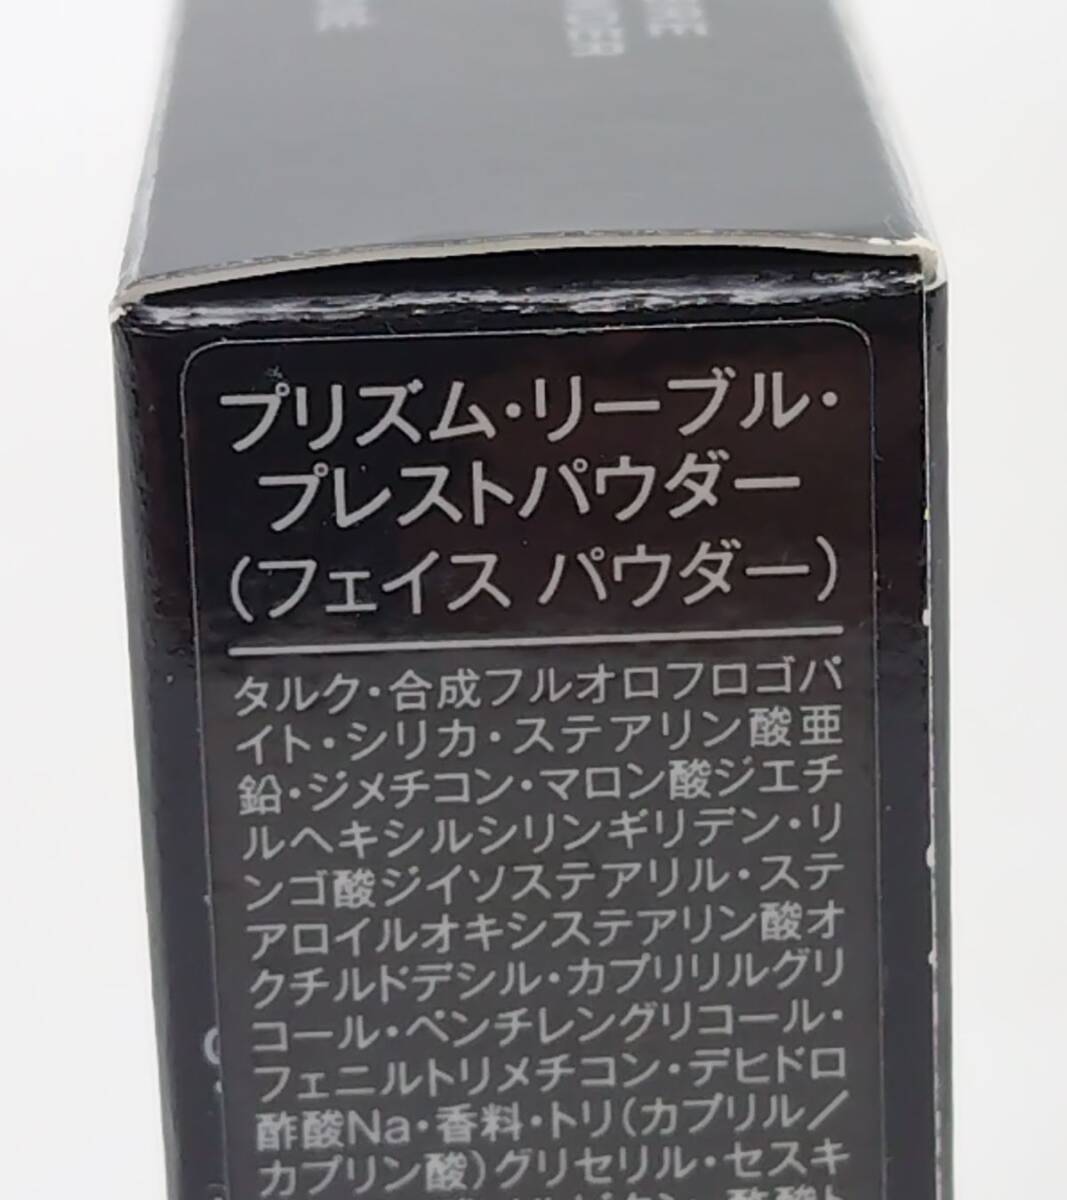 プリズム・リーブル・
プレストパウダー
(フェイス パウダー)
タルク・合成フルオロフロゴパ
イト・シリカ・ステアリン酸亜
鉛・ジメチコン・マロン酸ジエチ
ルヘキシルシリンギリデン・リ
ンゴ酸ジイソステアリル・ステ
アロイルオキシステアリン酸オ
クチルドデシル・カプリリルグリ
コール・ペンチレングリコール・
フェニルトリメチコン・デヒドロ
酢酸Na・香料・トリ(カプリル/
カプリン酸)グリセリル・セスキ